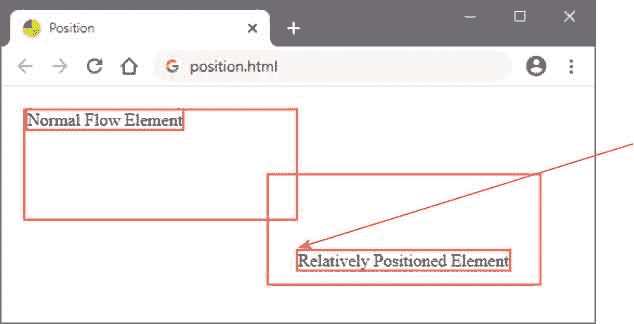 Position
position.html
Normal Flow Element
Relatively Positioned Element